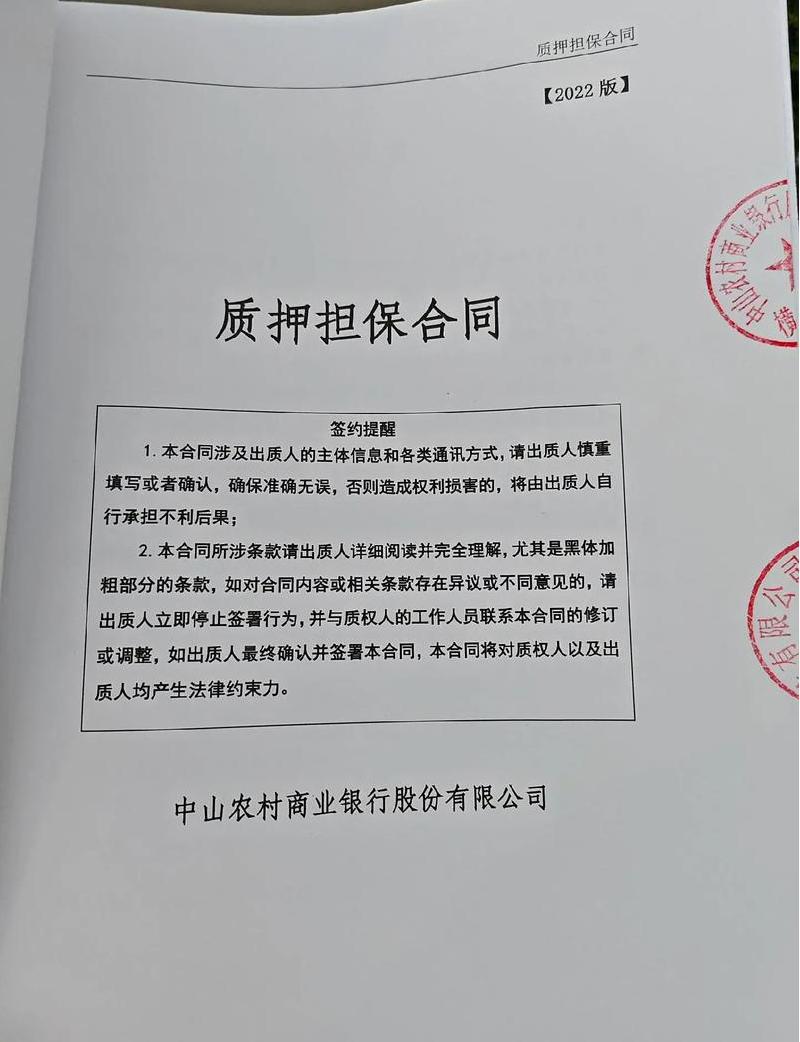 质押担保合同
【2022 版】
质押担保合同
签约提醒
1. 本合同涉及出质人的主体信息和各类通讯方式,请出质人慎重
填写或者确认，确保准确无误，否则造成权利损害的，将由出质人自
行承担不利后果；
2. 本合同所涉条款请出质人详细阅读并完全理解,尤其是黑体加
粗部分的条款，如对合同内容或相关条款存在异议或不同意见的，请
出质人立即停止签署行为,并与质权人的工作人员联系本合同的修订
或调整，如出质人最终确认并签署本合同，本合同将对质权人以及出
质人均产生法律约束力。
中山农村商业银行股份有限公司
中山农村商业银行
横
有限公司